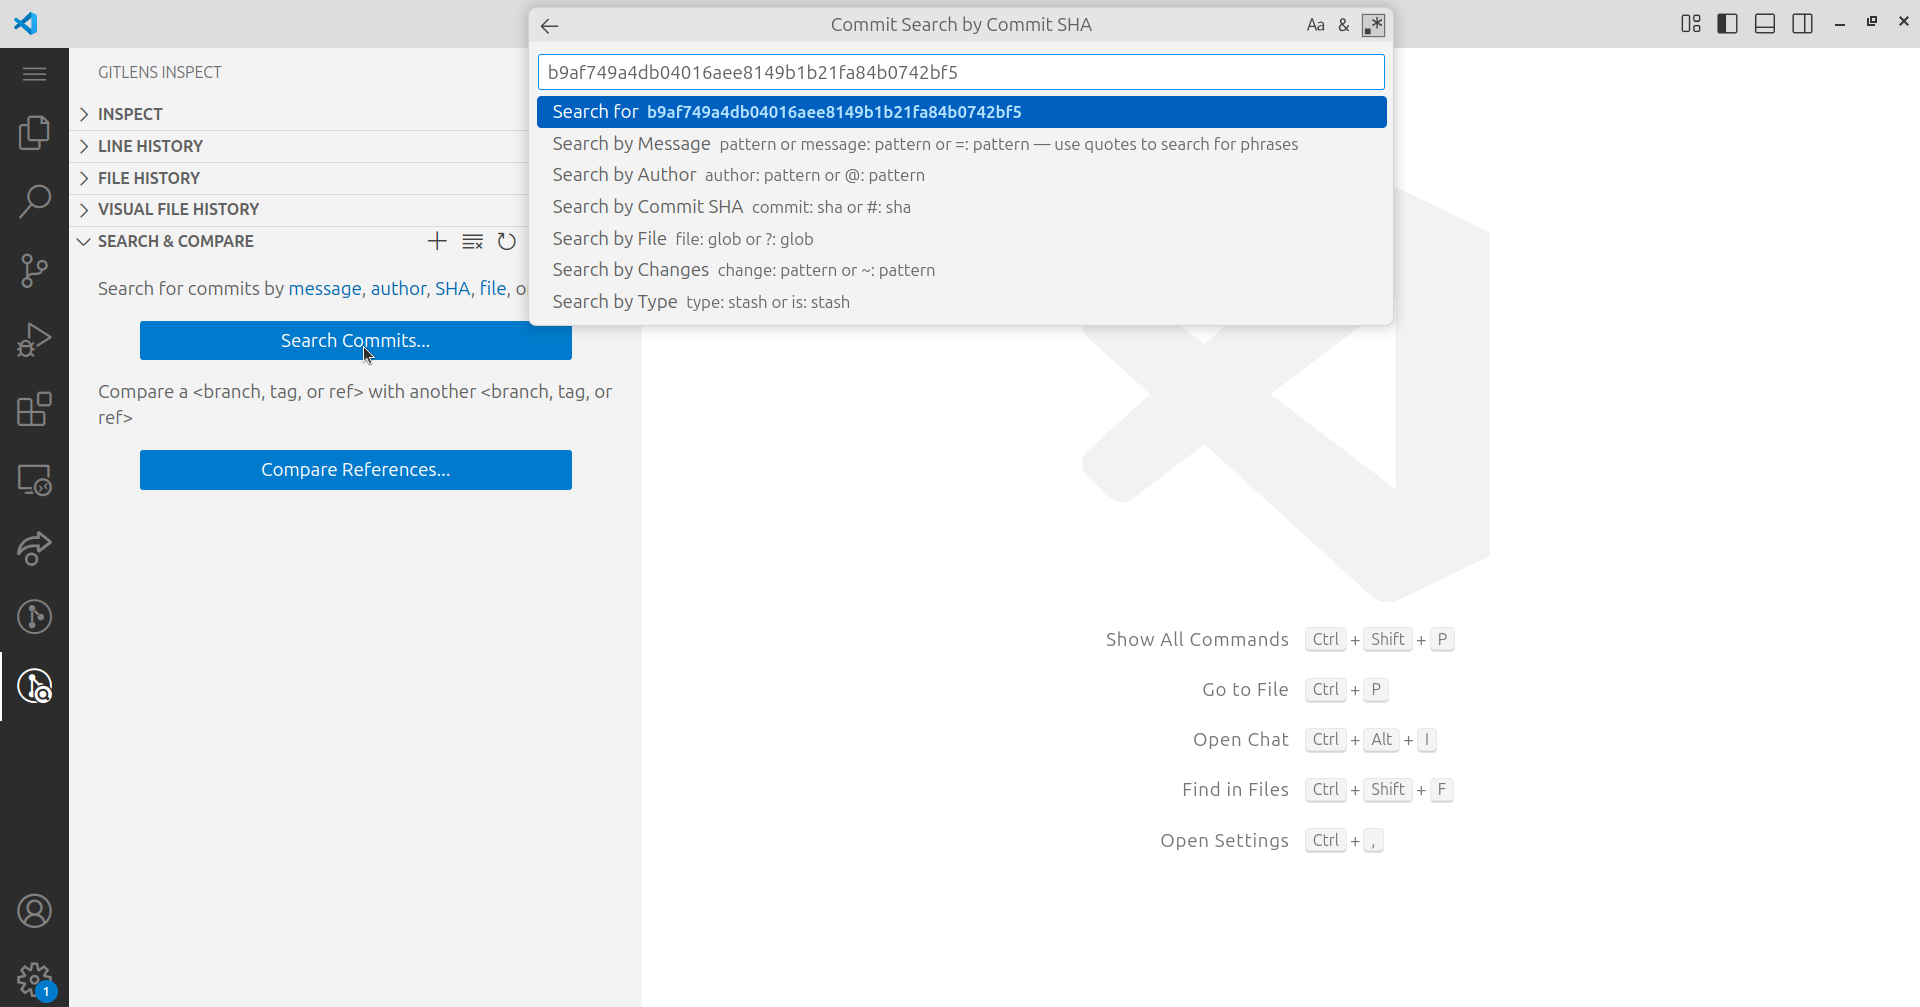 Commit Search by Commit SHA
Aa &
b9af749a4db04016aee8149b1b21fa84b0742bf5
Search for b9af749a4db04016aee8149b1b21fa84b0742bf5
Search by Message pattern or message: pattern or =: pattern — use quotes to search for phrases
Search by Author author: pattern or @: pattern
Search by Commit SHA commit: sha or #: sha
Search by File file: glob or ?: glob
Search by Changes change: pattern or ~: pattern
Search by Type type: stash or is: stash
GITLENS INSPECT
INSPECT
LINE HISTORY
FILE HISTORY
VISUAL FILE HISTORY
SEARCH & COMPARE
Search for commits by message, author, SHA, file,
Search Commits...
Compare a <branch, tag, or ref> with another <branch, tag, or
ref>
Compare References...
Show All Commands Ctrl + Shift + P
Go to File Ctrl + P
Open Chat Ctrl + Alt + I
Find in Files Ctrl + Shift + F
Open Settings Ctrl + ,
1